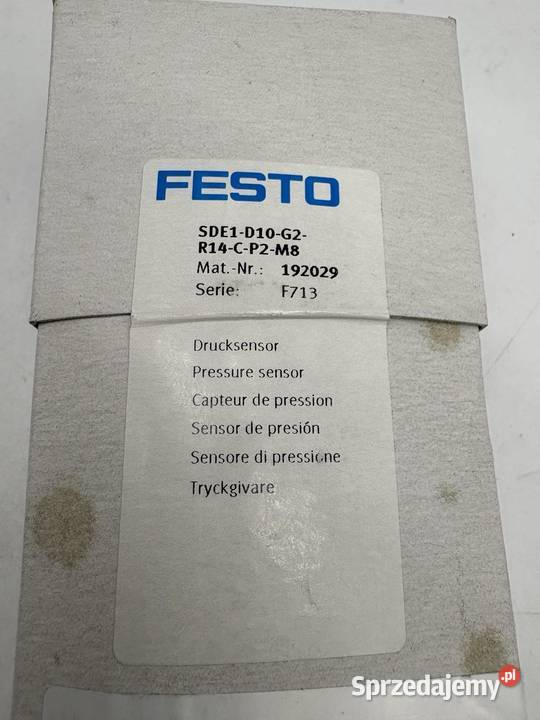 FESTO
SDE1-D10-G2-
R14-C-P2-M8
Mat.-Nr.: 192029
Serie: F713
Drucksensor
Pressure sensor
Capteur de pression
Sensor de presión
Sensore di pressione
Tryckgivare
Sprzedajemy.pl